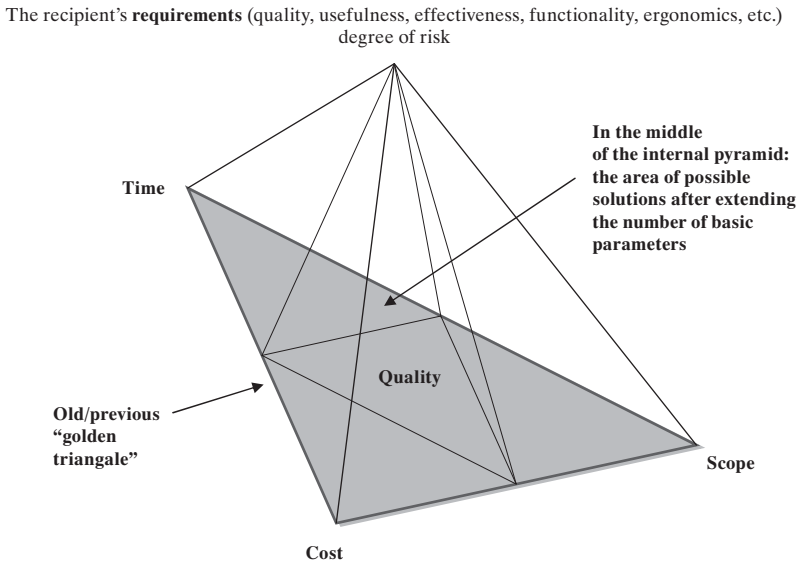 The recipient’s requirements (quality, usefulness, effectiveness, functionality, ergonomics, etc.)
degree of risk
In the middle
of the internal pyramid:
the area of possible
solutions after extending
the number of basic
parameters
Time
Quality
Old/previous
“golden
triangale”
Scope
Cost